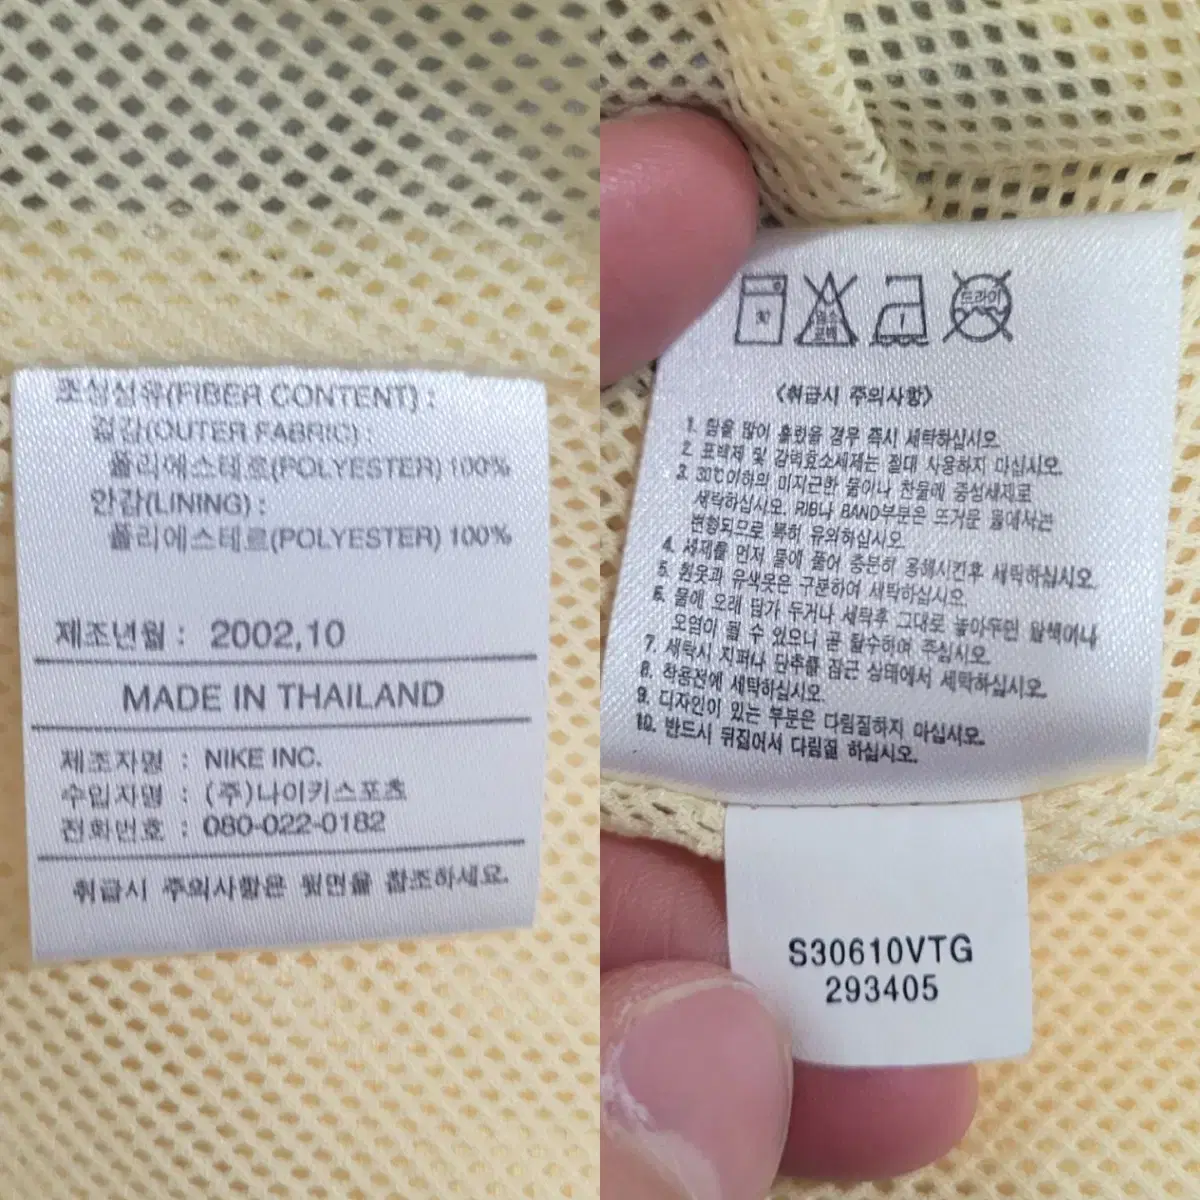 조성섬유(FIBER CONTENT) :
겉감(OUTER FABRIC) :
폴리에스테르(POLYESTER) 100%
안감(LINING) :
폴리에스테르(POLYESTER) 100%
제조년월 : 2002,10
MADE IN THAILAND
제조자명 : NIKE INC.
수입자명 : (주)나이키스포츠
전화번호 : 080-022-0182
취급시 주의사항은 뒷면을 참조하세요.
30
염소
표백
1
드라이
<취급시 주의사항>
1. 땀을 많이 흘렸을 경우 즉시 세탁하십시오.
2. 표백제 및 강력효소세제는 절대 사용하지 마십시오.
3. 30℃이하의 미지근한 물이나 찬물에 중성세제로
세탁하십시오. RIB나 BAND부분은 뜨거운 물에서는
변형되므로 특히 유의하십시오.
4. 세제를 먼저 물에 풀어 충분히 용해시킨후 세탁하십시오.
5. 흰옷과 유색옷은 구분하여 세탁하십시오.
6. 물에 오래 담가 두거나 세탁후 그대로 놓아두면 탈색이나
오염이 될 수 있으니 곧 탈수하여 주십시오.
7. 세탁시 지퍼나 단추를 잠근 상태에서 세탁하십시오.
8. 착용전에 세탁하십시오.
9. 디자인이 있는 부분은 다림질하지 마십시오.
10. 반드시 뒤집어서 다림질 하십시오.
S30610VTG
293405